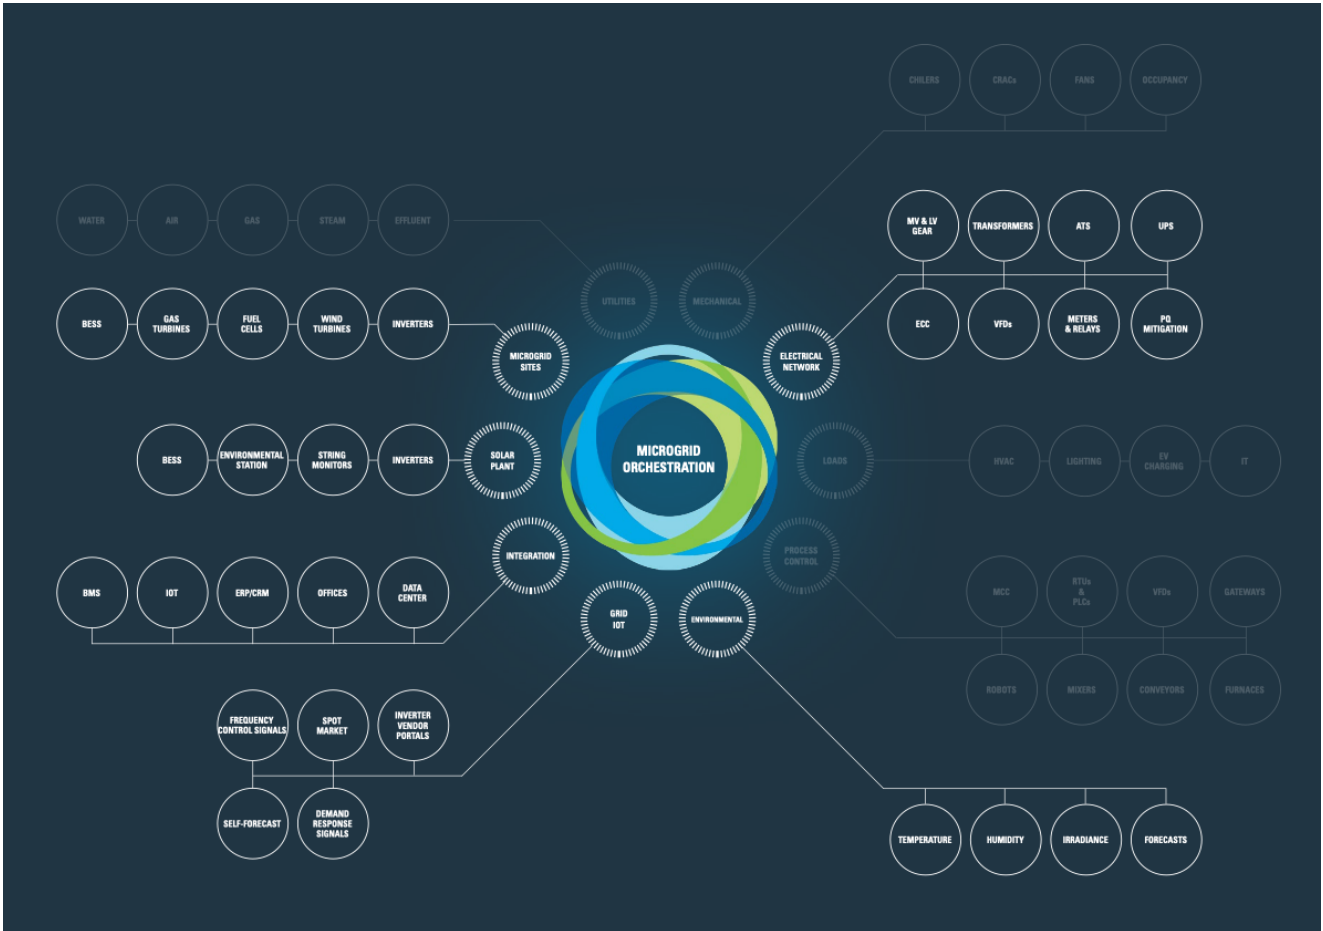 CHILERS
CRACs
FANS
OCCUPANCY
WATER
AIR
GAS
STEAM
EFFLUENT
UTILITIES
MECHANICAL
MV & LV
GEAR
TRANSFORMERS
ATS
UPS
ECC
VFDs
METERS
& RELAYS
PQ
MITIGATION
ELECTRICAL
NETWORK
BESS
GAS
TURBINES
FUEL
CELLS
WIND
TURBINES
INVERTERS
MICROGRID
SITES
MICROGRID
ORCHESTRATION
BESS
ENVIRONMENTAL
STATION
STRING
MONITORS
INVERTERS
SOLAR
PLANT
LOADS
HVAC
LIGHTING
EV
CHARGING
IT
INTEGRATION
PROCESS
CONTROL
BMS
IOT
ERP/CRM
OFFICES
DATA
CENTER
GRID
IOT
ENVIRONMENTAL
MCC
RTUs
&
PLCs
VFDs
GATEWAYS
ROBOTS
MIXERS
CONVEYORS
FURNACES
FREQUENCY
CONTROL SIGNALS
SPOT
MARKET
INVERTER
VENDOR
PORTALS
SELF-FORECAST
DEMAND
RESPONSE
SIGNALS
TEMPERATURE
HUMIDITY
IRRADIANCE
FORECASTS